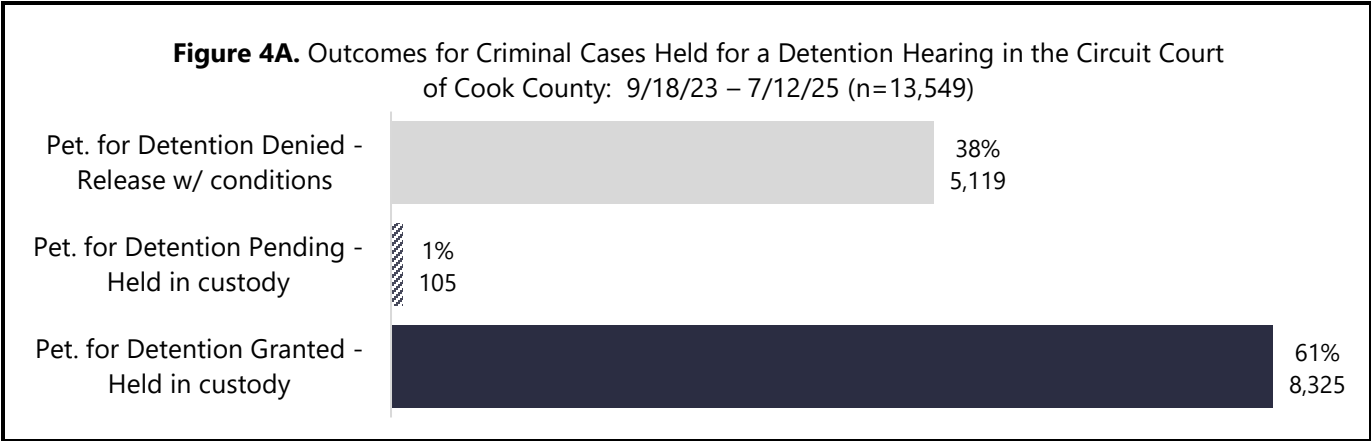 Figure 4A. Outcomes for Criminal Cases Held for a Detention Hearing in the Circuit Court
of Cook County:  9/18/23 – 7/12/25 (n=13,549)
Pet. for Detention Denied -
Release w/ conditions
38%
5,119
Pet. for Detention Pending -
Held in custody
1%
105
Pet. for Detention Granted -
Held in custody
61%
8,325